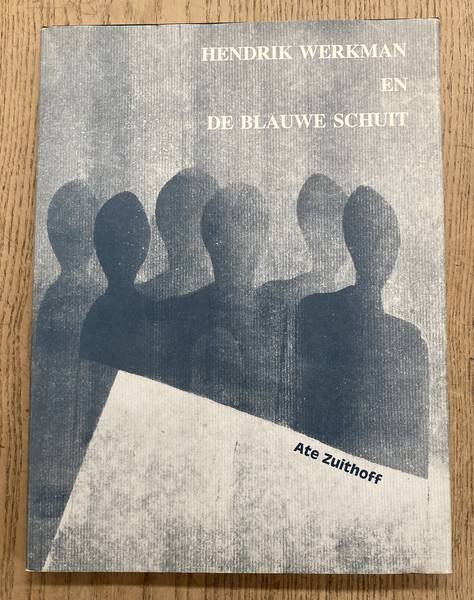 HENDRIK WERKMAN
EN
DE BLAUWE SCHUIT
Ate Zuithoff